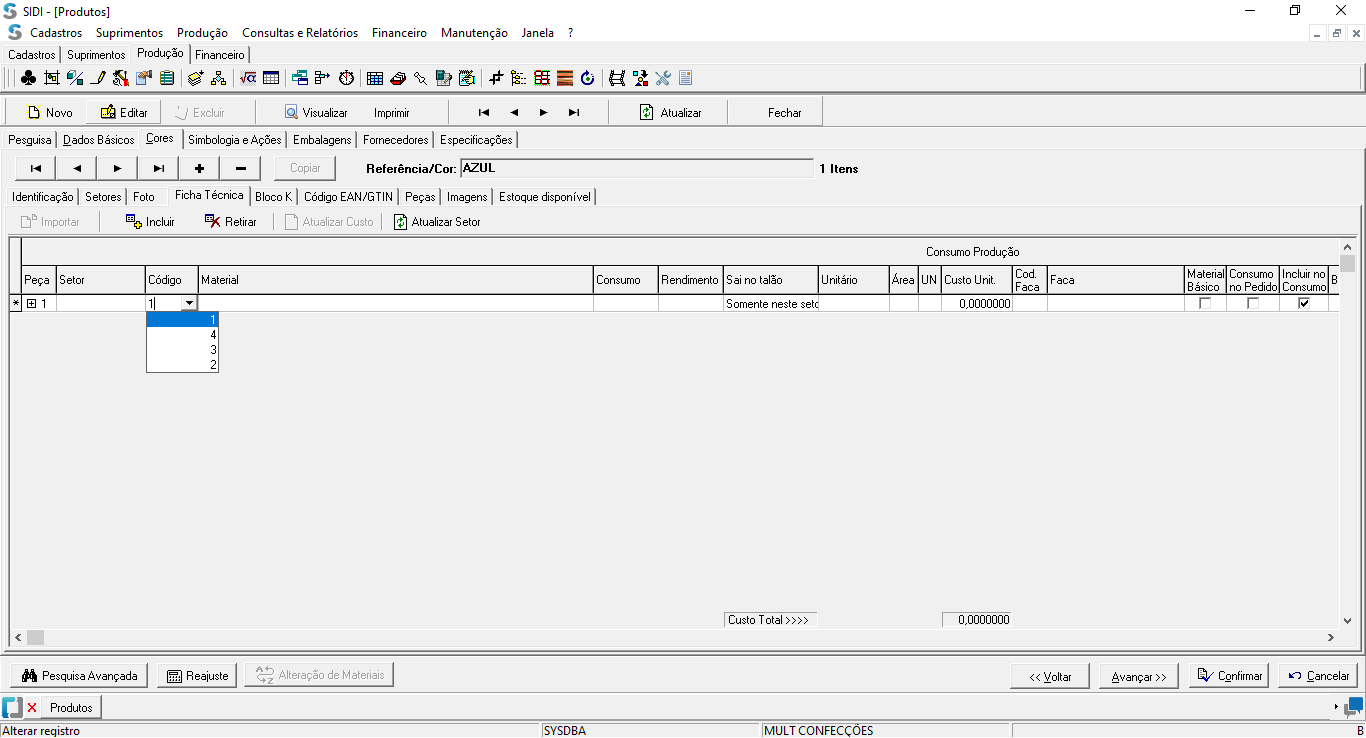 SIDI - [Produtos]
Cadastros Suprimentos Produção Consultas e Relatórios Financeiro Manutenção Janela ?
Cadastros Suprimentos Produção Financeiro
Novo Editar Excluir Visualizar Imprimir Atualizar Fechar
Pesquisa Dados Básicos Cores Simbologia e Ações Embalagens Fornecedores Especificações
Copiar Referência/Cor: AZUL 1 Itens
Identificação Setores Foto Ficha Técnica Bloco K Código EAN/GTIN Peças Imagens Estoque disponível
Importar Incluir Retirar Atualizar Custo Atualizar Setor
Consumo Produção
Peça Setor Código Material Consumo Rendimento Sai no talão Unitário Área UN Custo Unit. Cod. Faca Faca Material Básico Consumo no Pedido Incluir no Consumo B
* 1 1 Somente neste seto 0,0000000
1
4
3
2
Custo Total >>>> 0,0000000
Pesquisa Avançada Reajuste Alteração de Materiais << Voltar Avançar >> Confirmar Cancelar
Produtos
Alterar registro SYSDBA MULT CONFECÇÕES B